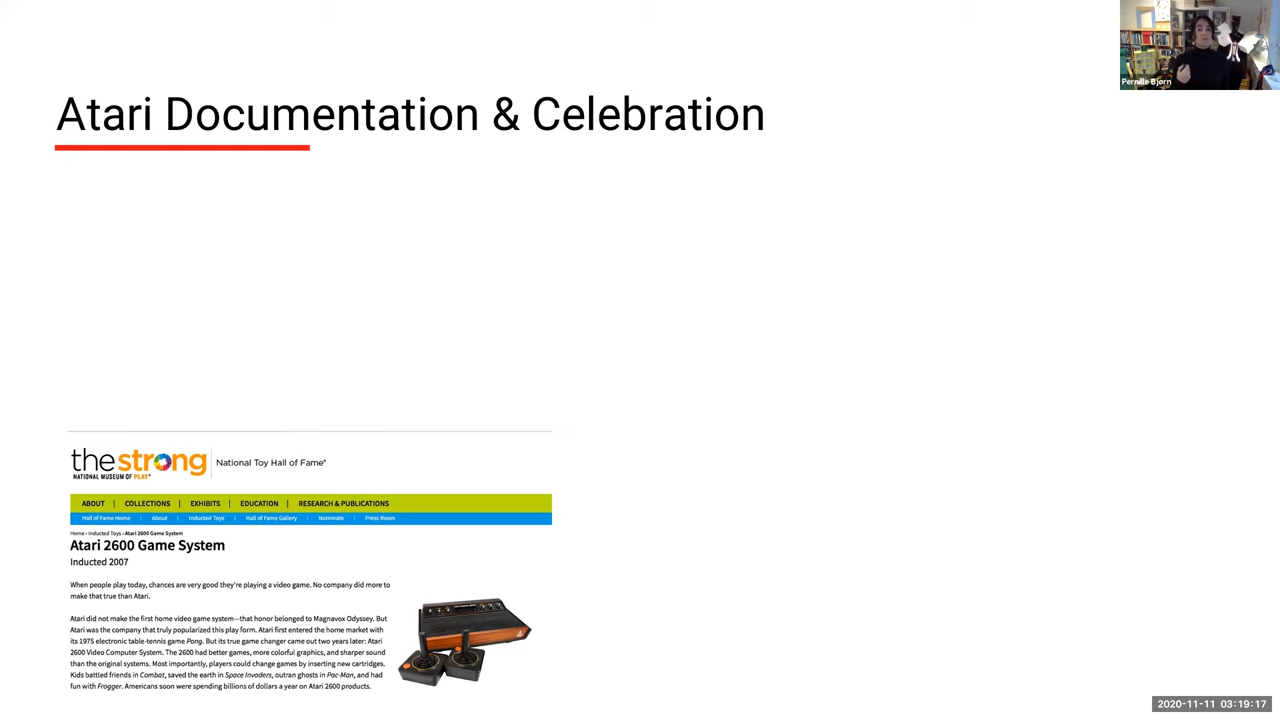 Pernille Bjørn
Atari Documentation & Celebration
the strong
NATIONAL MUSEUM OF PLAY®
National Toy Hall of Fame®
ABOUT | COLLECTIONS | EXHIBITS | EDUCATION | RESEARCH & PUBLICATIONS
Hall of Fame Home | About | Inducted Toys | Hall of Fame Gallery | Nominate | Press Room
Home › Inducted Toys › Atari 2600 Game System
Atari 2600 Game System
Inducted 2007
When people play today, chances are very good they're playing a video game. No company did more to
make that true than Atari.
Atari did not make the first home video game system—that honor belonged to Magnavox Odyssey. But
Atari was the company that truly popularized this play form. Atari first entered the home market with
its 1975 electronic table-tennis game Pong. But its true game changer came out two years later: Atari
2600 Video Computer System. The 2600 had better games, more colorful graphics, and sharper sound
than the original systems. Most importantly, players could change games by inserting new cartridges.
Kids battled friends in Combat, saved the earth in Space Invaders, outran ghosts in Pac-Man, and had
fun with Frogger. Americans soon were spending billions of dollars a year on Atari 2600 products.
2020-11-11 03:19:17